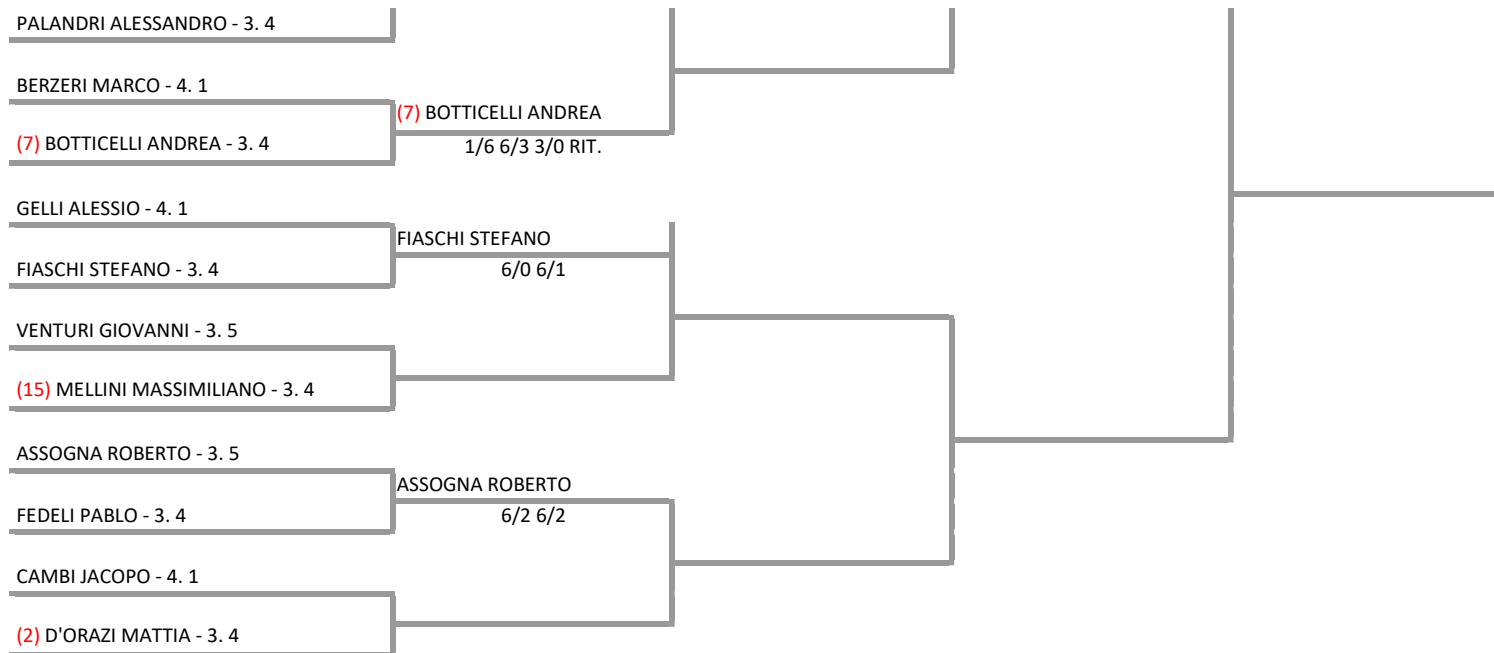 PALANDRI ALESSANDRO - 3. 4
BERZERI MARCO - 4. 1
(7) BOTTICELLI ANDREA
(7) BOTTICELLI ANDREA - 3. 4
1/6 6/3 3/0 RIT.
GELLI ALESSIO - 4. 1
FIASCHI STEFANO
FIASCHI STEFANO - 3. 4
6/0 6/1
VENTURI GIOVANNI - 3. 5
(15) MELLINI MASSIMILIANO - 3. 4
ASSOGNA ROBERTO - 3. 5
ASSOGNA ROBERTO
FEDELI PABLO - 3. 4
6/2 6/2
CAMBI JACOPO - 4. 1
(2) D'ORAZI MATTIA - 3. 4